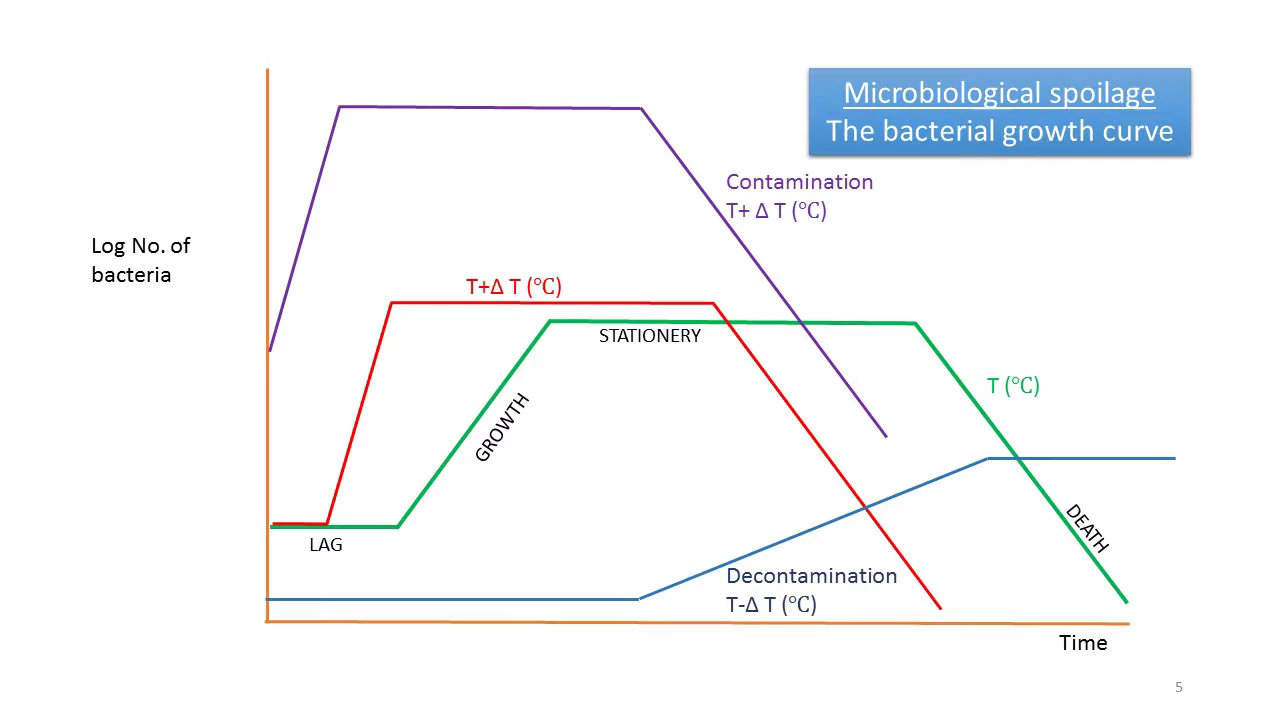 Microbiological spoilage
The bacterial growth curve
Contamination
T+ Δ T (℃)
Log No. of
bacteria
T+Δ T (℃)
STATIONERY
T (℃)
GROWTH
DEATH
LAG
Decontamination
T-Δ T (℃)
Time
5